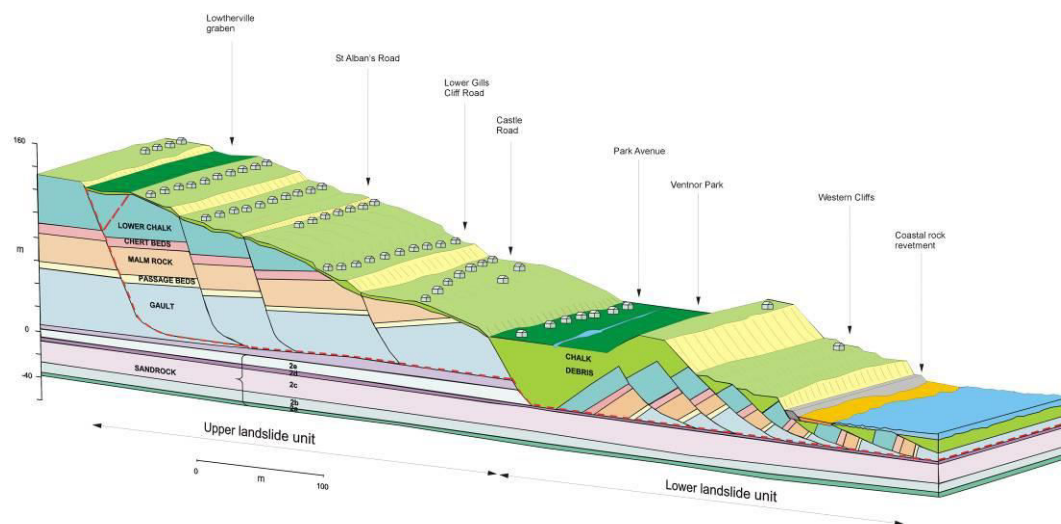 Lowtherville
graben
St Alban's Road
Lower Gills
Cliff Road
Castle
Road
Park Avenue
Ventnor Park
Western Cliffs
Coastal rock
revetment
160
m
0
-40
LOWER CHALK
CHERT BEDS
MALM ROCK
PASSAGE BEDS
GAULT
SANDROCK
2e
2d
2c
2b
2a
CHALK
DEBRIS
Upper landslide unit
Lower landslide unit
0
m
100